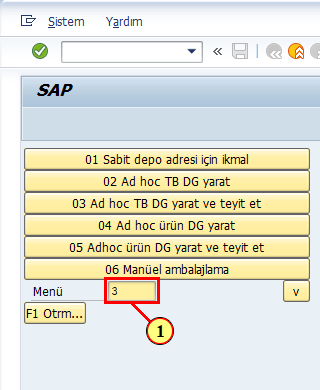 Sistem Yardım
SAP
01 Sabit depo adresi için ikmal
02 Ad hoc TB DG yarat
03 Ad hoc TB DG yarat ve teyit et
04 Ad hoc ürün DG yarat
05 Adhoc ürün DG yarat ve teyit et
06 Manüel ambalajlama
Menü 3 v
F1 Otrm...
1